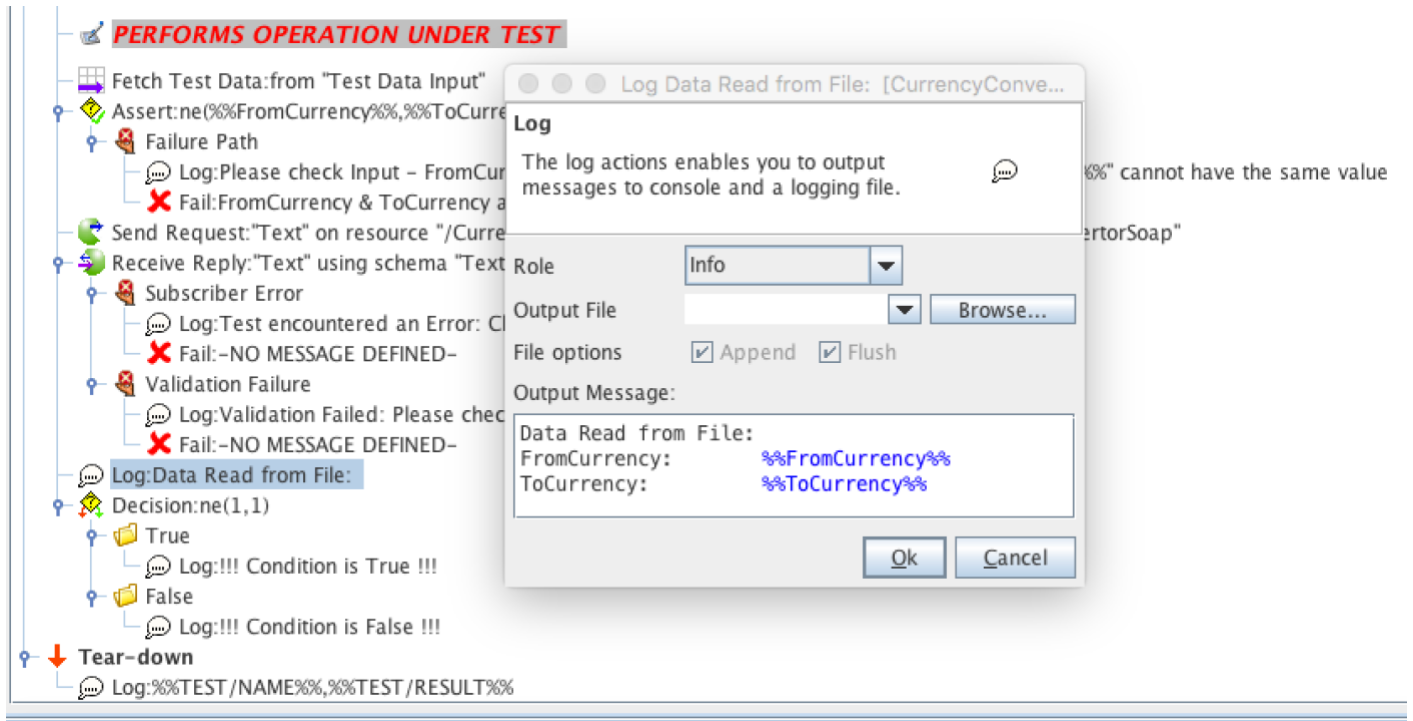 PERFORMS OPERATION UNDER TEST
Fetch Test Data:from "Test Data Input"
Assert:ne(%%FromCurrency%%,%%ToCurre
Failure Path
Log:Please check Input - FromCur
%%" cannot have the same value
Fail:FromCurrency & ToCurrency a
Send Request:"Text" on resource "/Curre
ertorSoap"
Receive Reply:"Text" using schema "Text
Subscriber Error
Log:Test encountered an Error: C
Fail:-NO MESSAGE DEFINED-
Validation Failure
Log:Validation Failed: Please chec
Fail:-NO MESSAGE DEFINED-
Log:Data Read from File:
Decision:ne(1,1)
True
Log:!!! Condition is True !!!
False
Log:!!! Condition is False !!!
Tear-down
Log:%%TEST/NAME%%,%%TEST/RESULT%%
Log Data Read from File: [CurrencyConve...
Log
The log actions enables you to output
messages to console and a logging file.
Role
Info
Output File
Browse...
File options
Append
Flush
Output Message:
Data Read from File:
FromCurrency: %%FromCurrency%%
ToCurrency: %%ToCurrency%%
Ok
Cancel